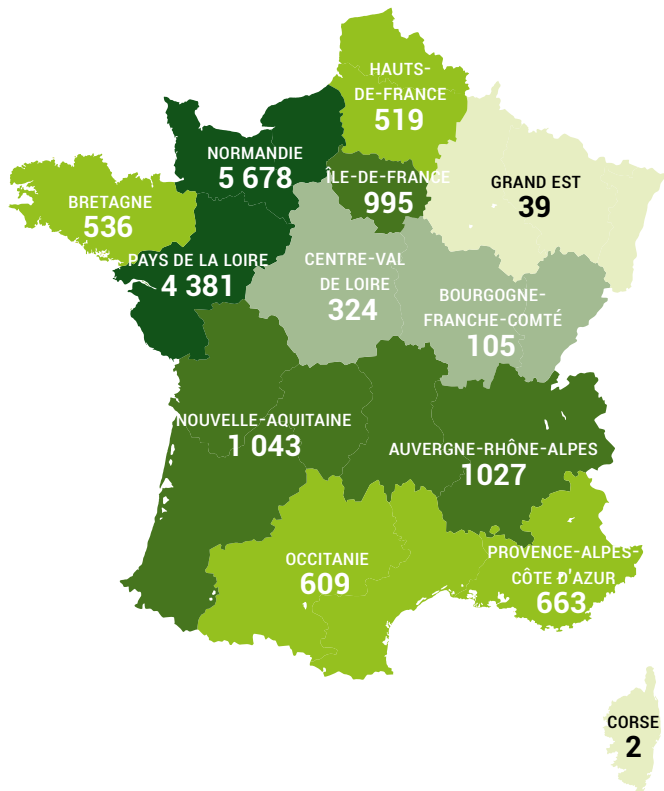 HAUTS-
DE-FRANCE
519
NORMANDIE
5 678
ÎLE-DE-FRANCE
995
GRAND EST
39
BRETAGNE
536
PAYS DE LA LOIRE
4 381
CENTRE-VAL
DE LOIRE
324
BOURGOGNE-
FRANCHE-COMTÉ
105
NOUVELLE-AQUITAINE
1 043
AUVERGNE-RHÔNE-ALPES
1027
OCCITANIE
609
PROVENCE-ALPES-
CÔTE D'AZUR
663
CORSE
2